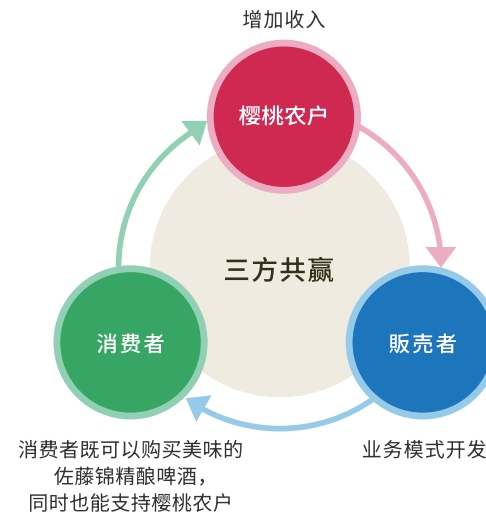 增加收入
樱桃农户
三方共赢
消费者
販売者
消费者既可以购买美味的
佐藤锦精酿啤酒，
同时也能支持樱桃农户
业务模式开发